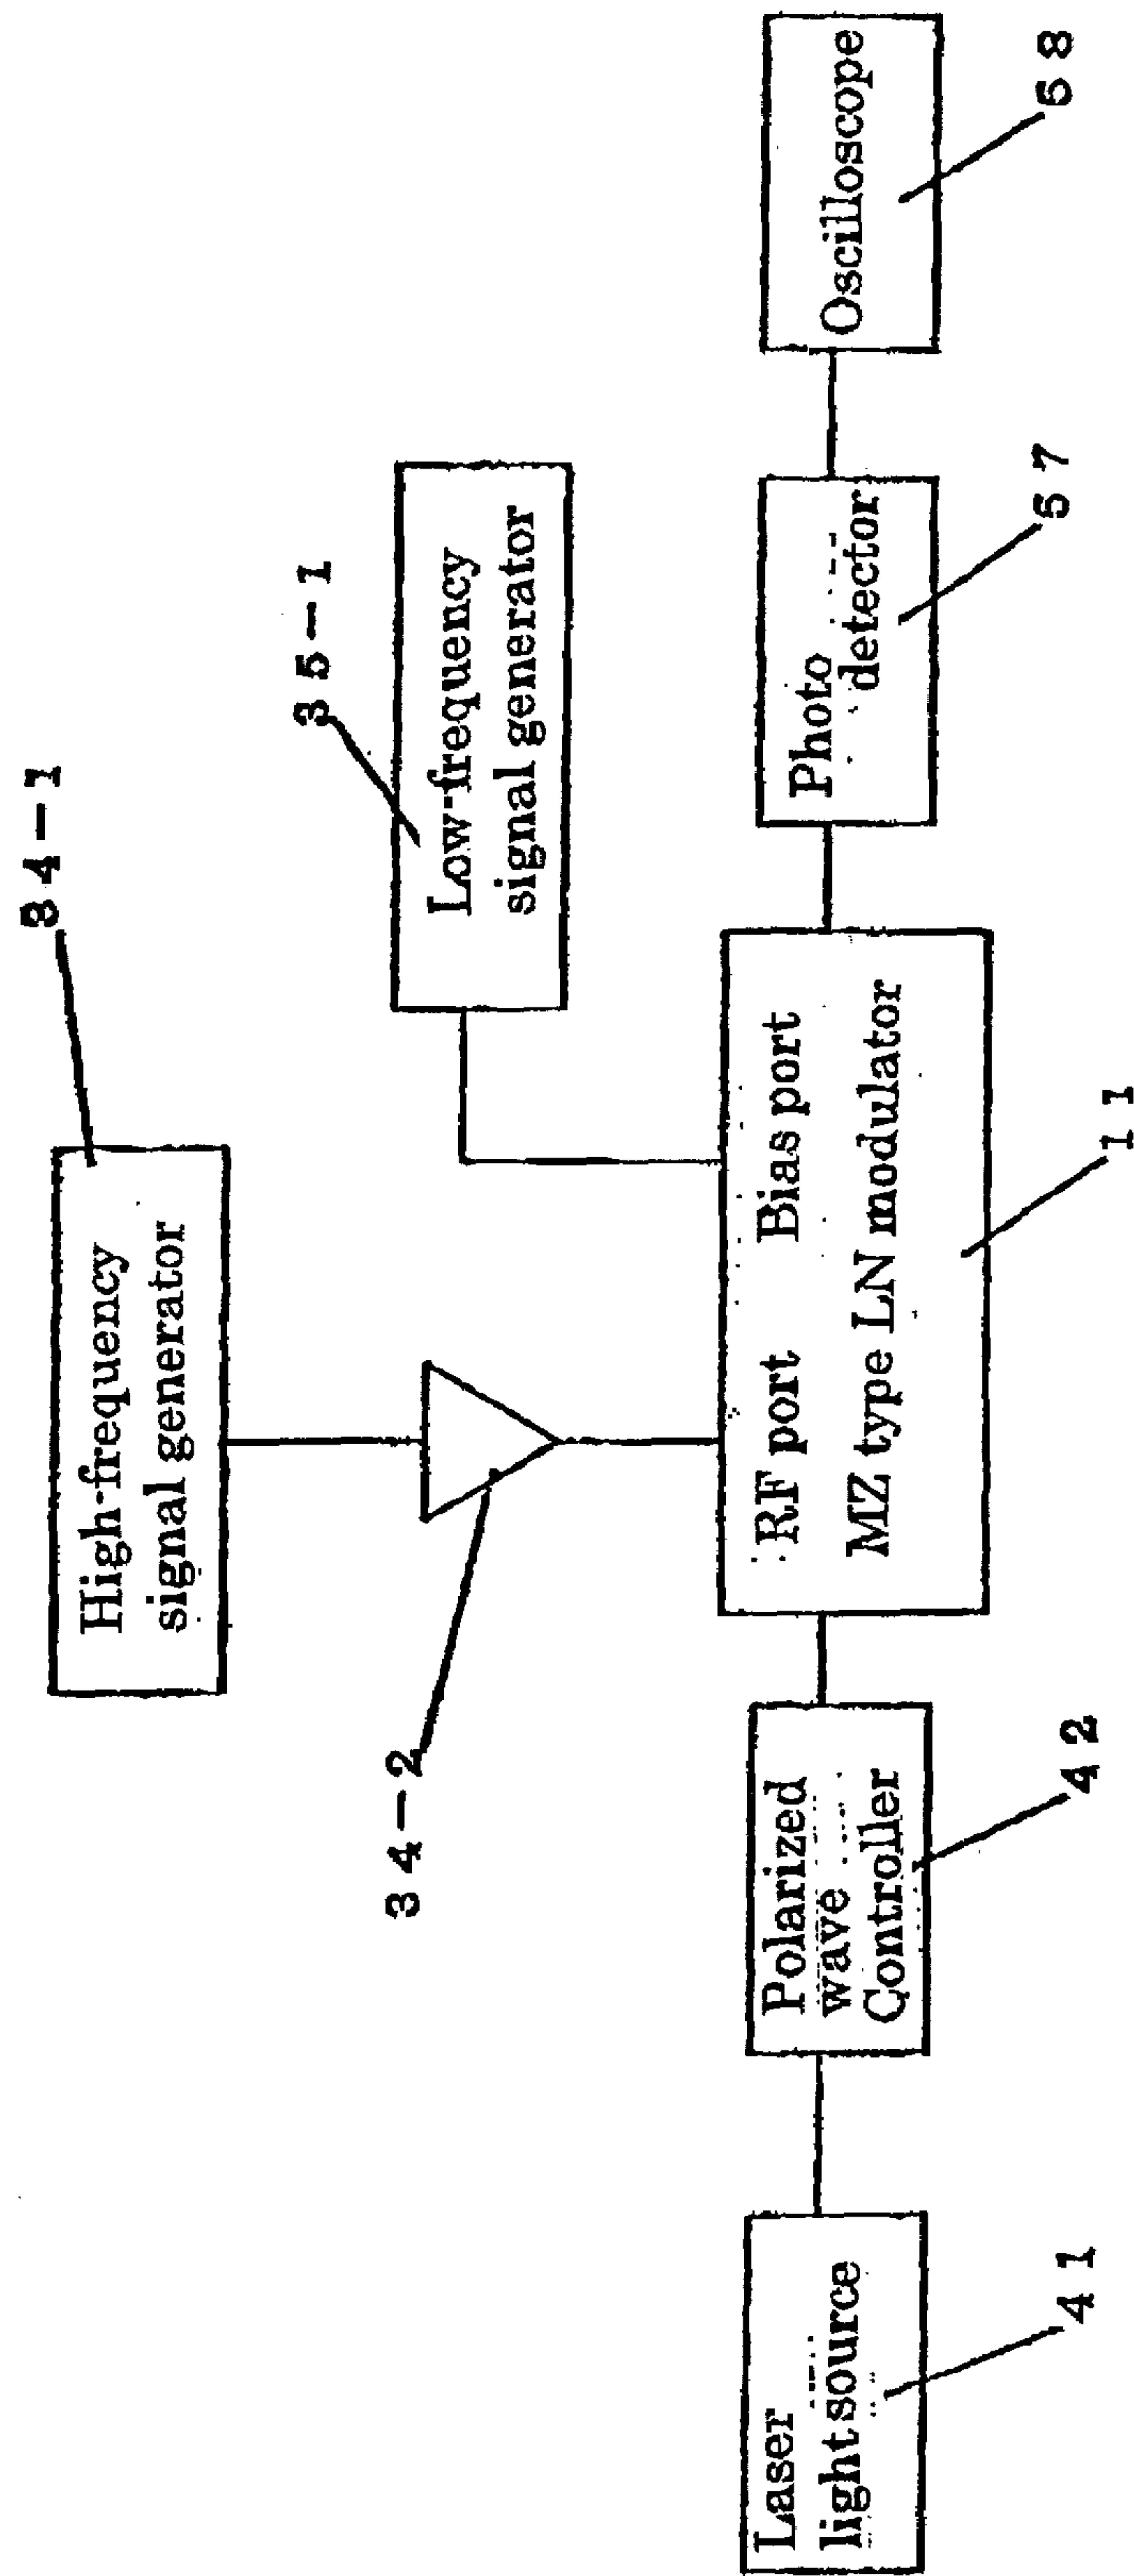 34-1
High-frequency
signal generator
35-1
Low-frequency
signal generator
34-2
Laser
light source
41
Polarized
wave
Controller
42
RF port Bias port
MZ type LN modulator
11
Photo
detector
57
Oscilloscope
58